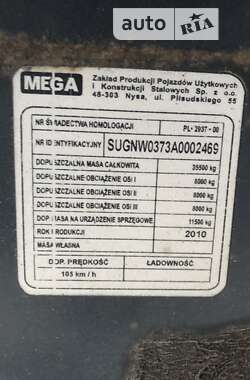 auto RIA
MEGA
Zakład Produkcji Pojazdów Użytkowych
i Konstrukcji Stalowych Sp. z o.o.
48-303 Nysa, ul. Piłsudskiego 55
NR ŚWIADECTWA HOMOLOGACJI PL-2937-00
NR IDENTYFIKACYJNY SUGNW0373A0002469
DOPUSZCZALNA MASA CAŁKOWITA 35500 kg
DOPUSZCZALNE OBCIĄŻENIE OSI I 8000 kg
DOPUSZCZALNE OBCIĄŻENIE OSI II 8000 kg
DOPUSZCZALNE OBCIĄŻENIE OSI III 8000 kg
DOP. MASA NA URZĄDZENIE SPRZĘGOWE 11500 kg
ROK PRODUKCJI 2010
MASA WŁASNA
DOP. PRĘDKOŚĆ ŁADOWNOŚĆ
105 km/h